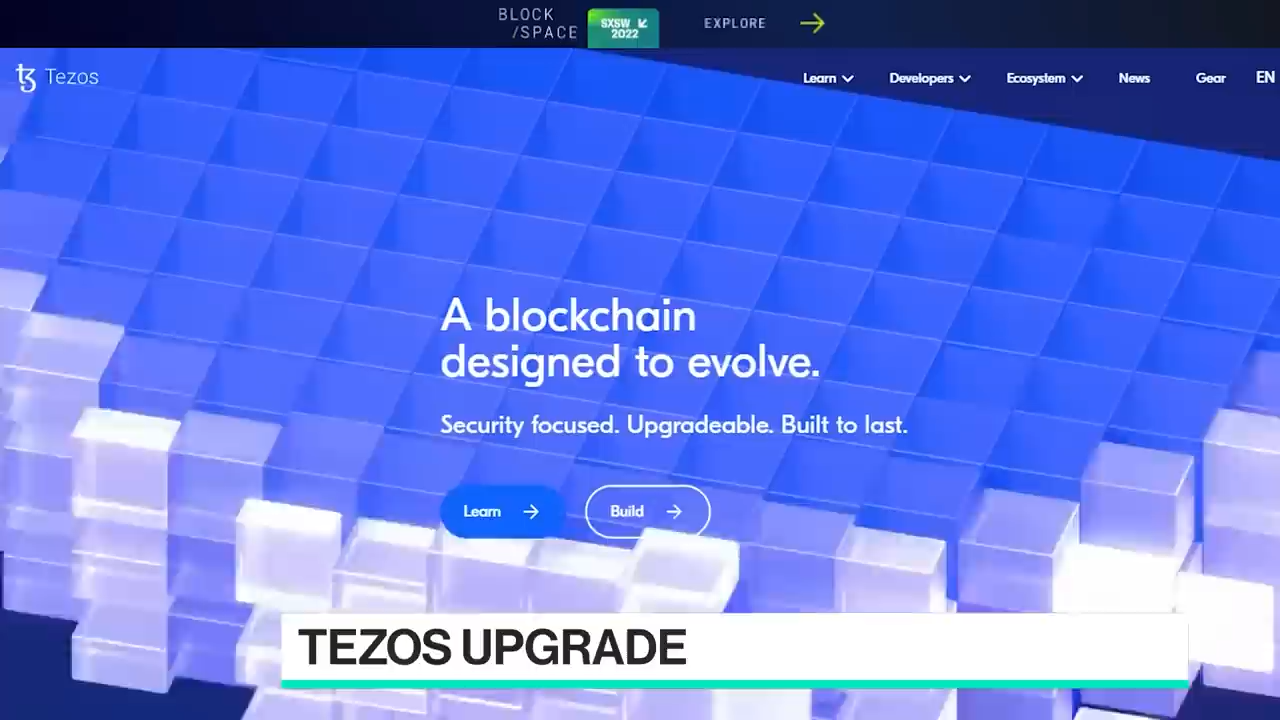 BLOCK
/SPACE
SXSW
2022
EXPLORE
Tezos
Learn
Developers
Ecosystem
News
Gear
EN
A blockchain
designed to evolve.
Security focused. Upgradeable. Built to last.
Learn
Build
TEZOS UPGRADE